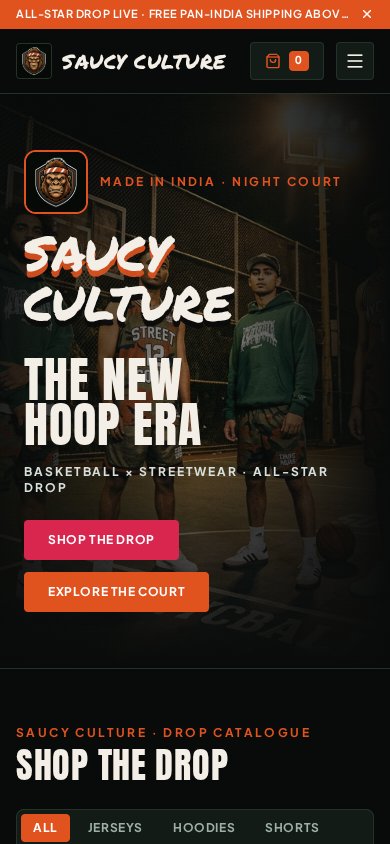 ALL-STAR DROP LIVE · FREE PAN-INDIA SHIPPING ABOV…
SAUCY CULTURE
0
MADE IN INDIA · NIGHT COURT
SAUCY
CULTURE
STREET
THE NEW
HOOP ERA
BASKETBALL × STREETWEAR · ALL-STAR
DROP
SHOP THE DROP
EXPLORE THE COURT
SAUCY CULTURE · DROP CATALOGUE
SHOP THE DROP
ALL
JERSEYS
HOODIES
SHORTS